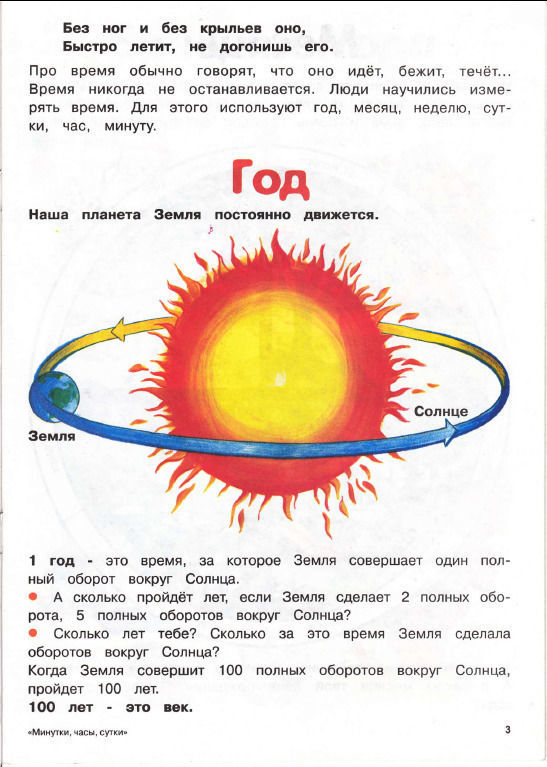 Без ног и без крыльев оно,
Быстро летит, не догонишь его.
Про время обычно говорят, что оно идёт, бежит, течёт...
Время никогда не останавливается. Люди научились изме-
рять время. Для этого используют год, месяц, неделю, сут-
ки, час, минуту.
Год
Наша планета Земля постоянно движется.
Солнце
Земля
1 год - это время, за которое Земля совершает один пол-
ный оборот вокруг Солнца.
• А сколько пройдёт лет, если Земля сделает 2 полных обо-
рота, 5 полных оборотов вокруг Солнца?
• Сколько лет тебе? Сколько за это время Земля сделала
оборотов вокруг Солнца?
Когда Земля совершит 100 полных оборотов вокруг Солнца,
пройдет 100 лет.
100 лет - это век.
«Минутки, часы, сутки»
3